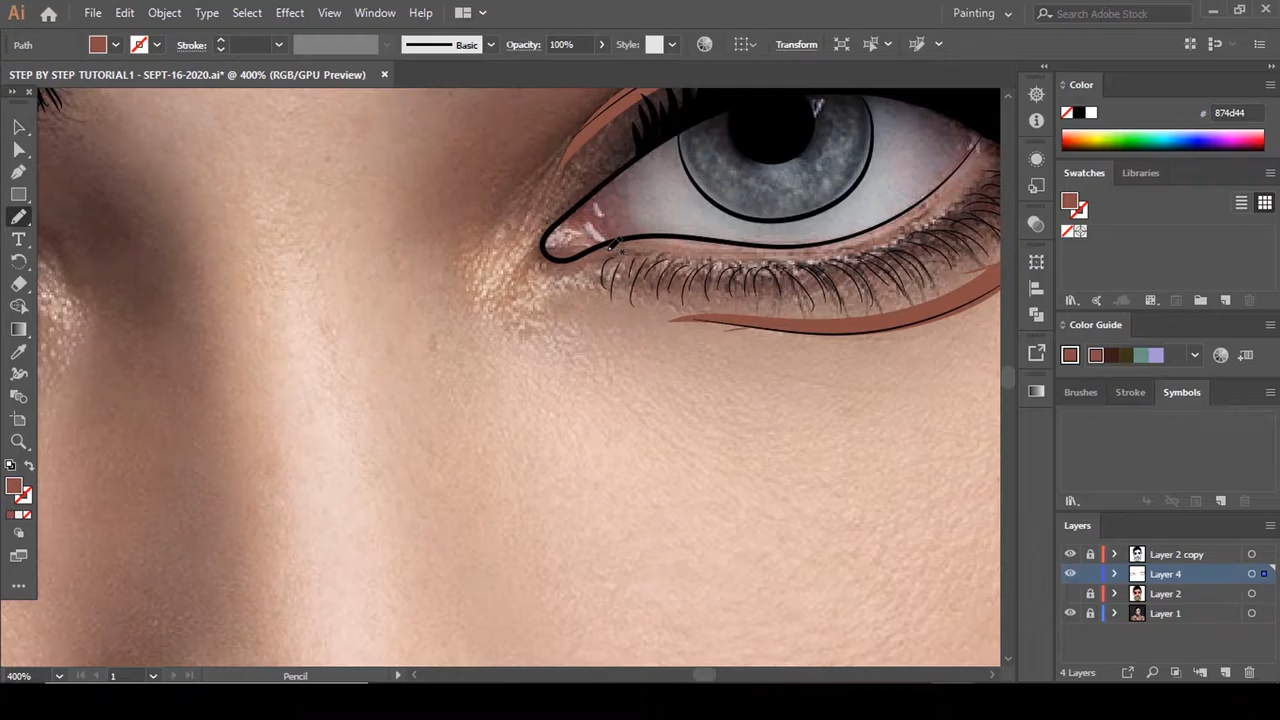 Ai File Edit Object Type Select Effect View Window Help Painting Search Adobe Stock
Path Stroke: Basic Opacity: 100% Style: Transform
STEP BY STEP TUTORIAL1 - SEPT-16-2020.ai* @ 400% (RGB/GPU Preview)
Color
# 874d44
Swatches Libraries
Color Guide
Brushes Stroke Symbols
Layers
Layer 2 copy
Layer 4
Layer 2
Layer 1
4 Layers
400% 1 Pencil